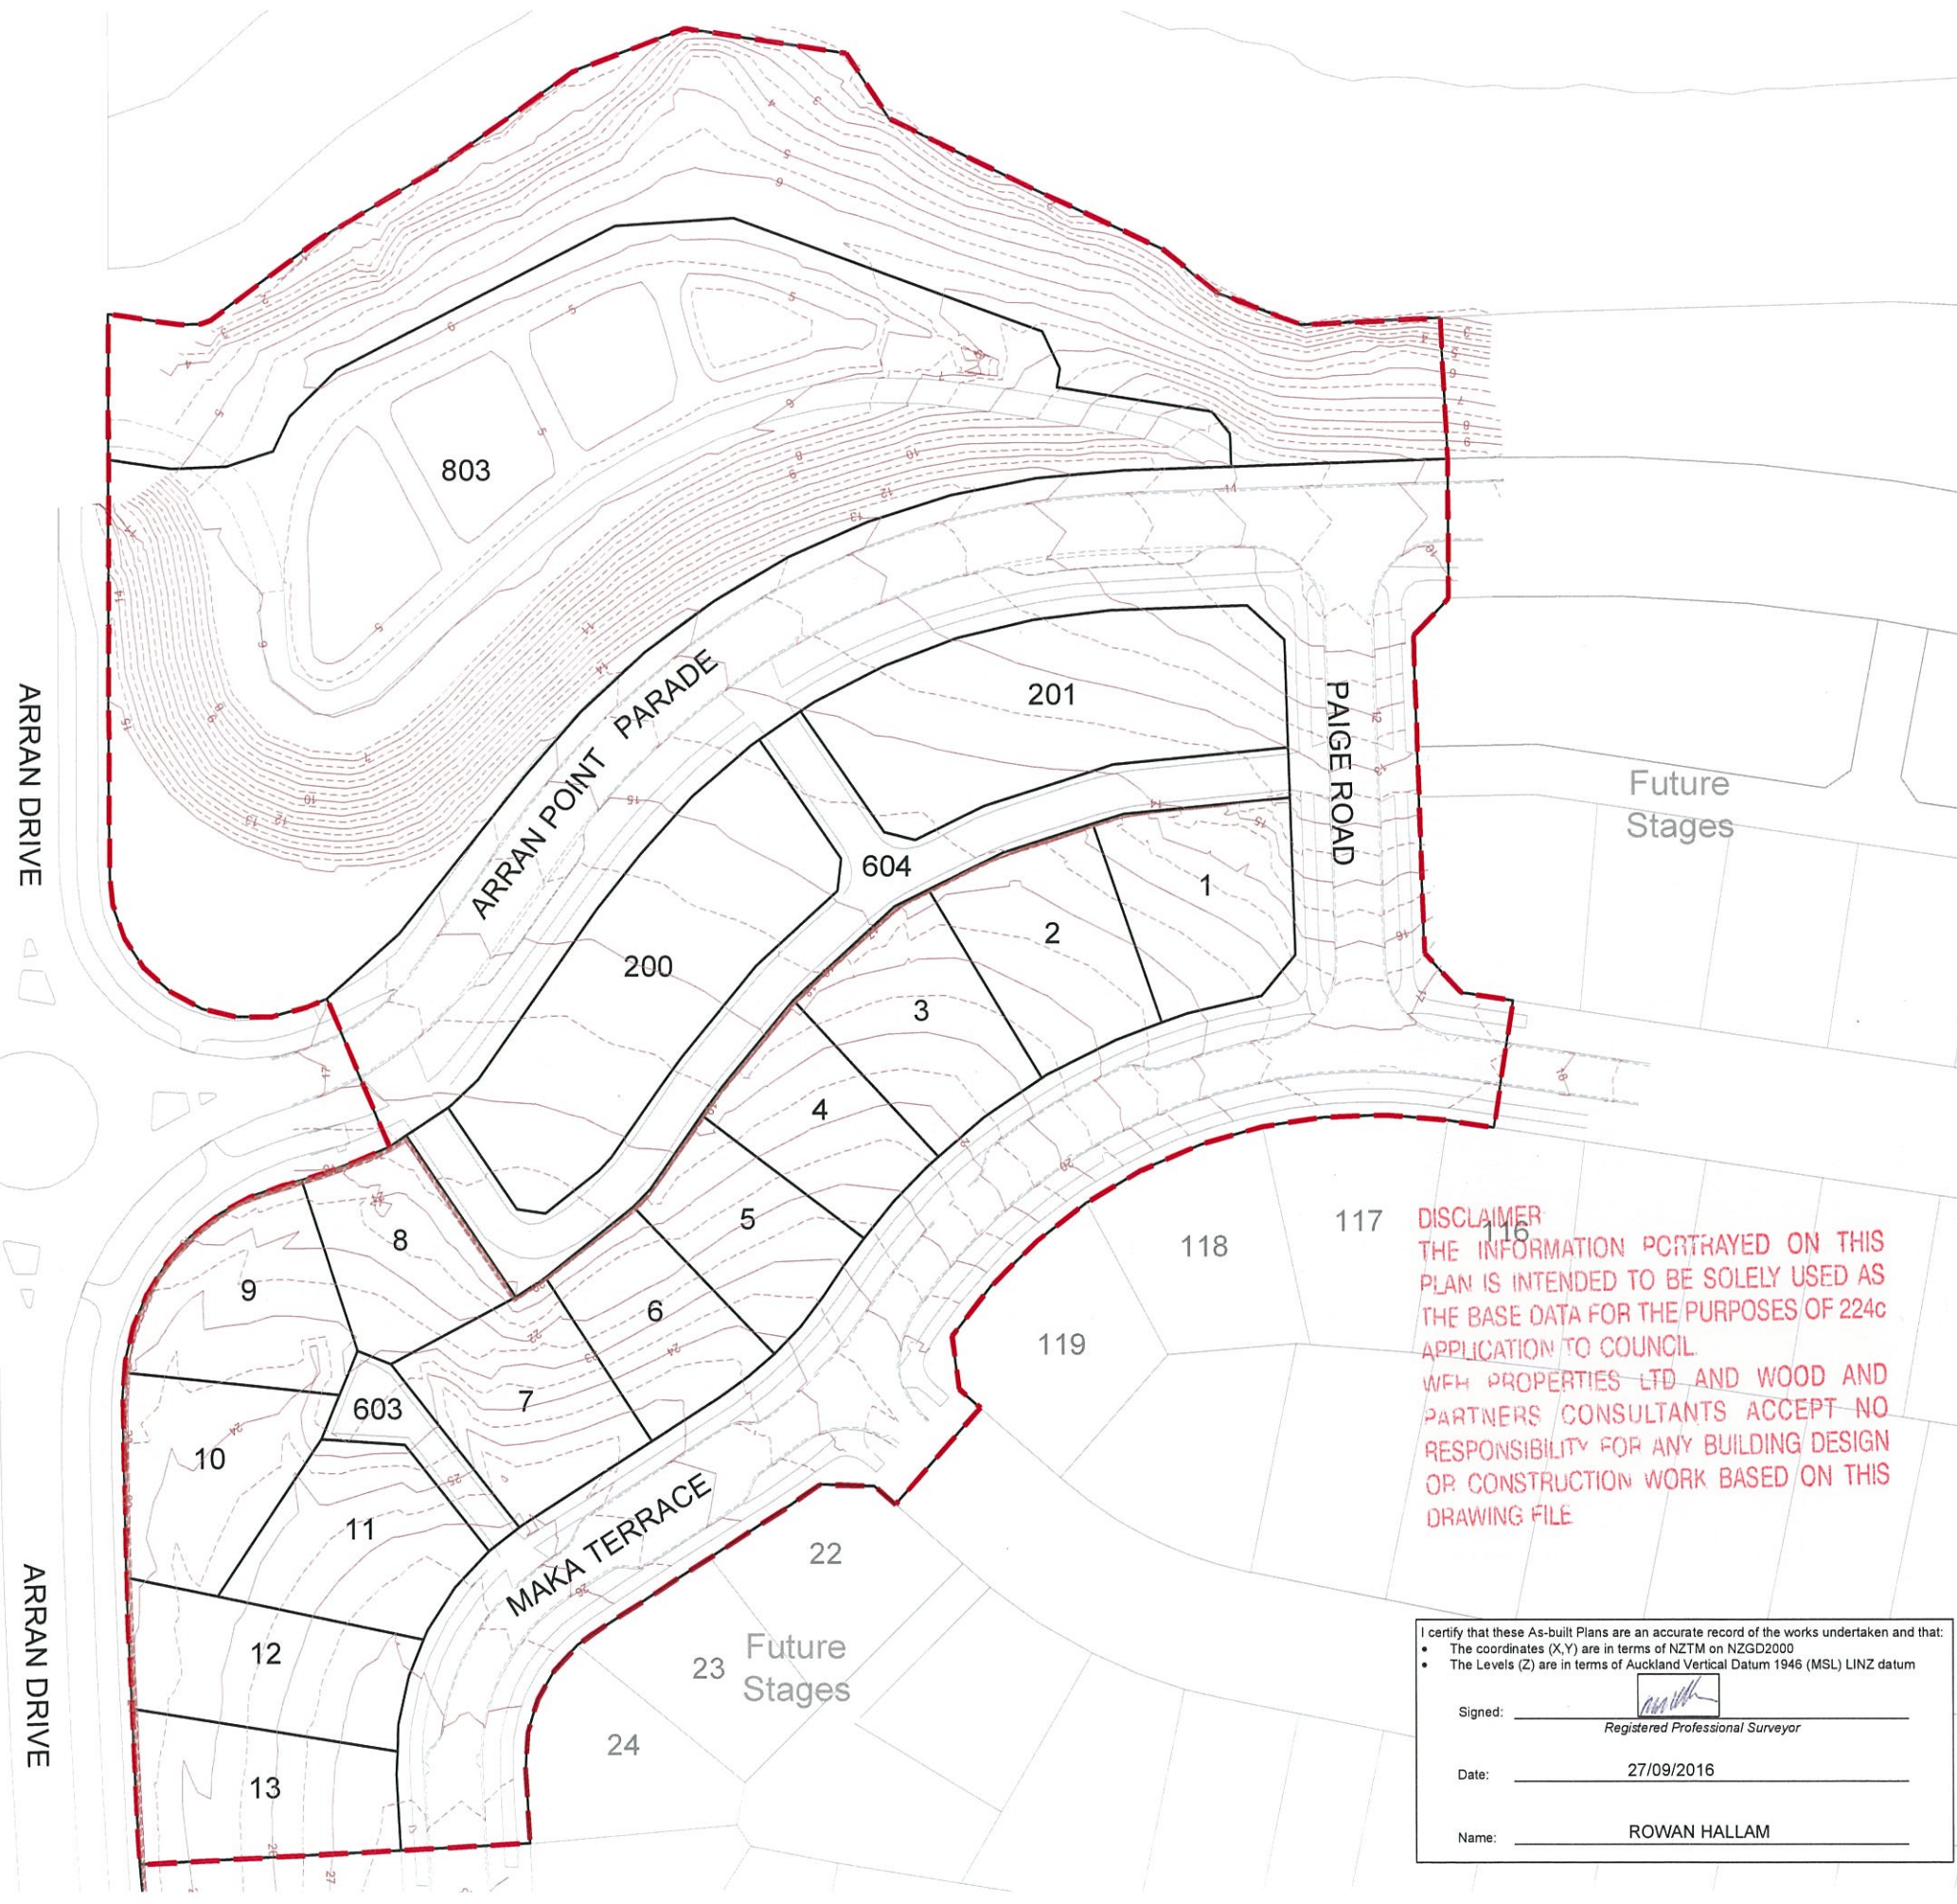 803
ARRAN DRIVE
ARRAN POINT PARADE
201
PAIGE ROAD
Future
Stages
604
1
2
200
3
4
5
8
9
6
7
603
10
11
12
13
117
116
118
119
DISCLAIMER
THE INFORMATION PORTRAYED ON THIS
PLAN IS INTENDED TO BE SOLELY USED AS
THE BASE DATA FOR THE PURPOSES OF 224c
APPLICATION TO COUNCIL.
WFH PROPERTIES LTD AND WOOD AND
PARTNERS CONSULTANTS ACCEPT NO
RESPONSIBILITY FOR ANY BUILDING DESIGN
OR CONSTRUCTION WORK BASED ON THIS
DRAWING FILE
MAKA TERRACE
22
23
Future
Stages
24
ARRAN DRIVE
I certify that these As-built Plans are an accurate record of the works undertaken and that:
• The coordinates (X,Y) are in terms of NZTM on NZGD2000
• The Levels (Z) are in terms of Auckland Vertical Datum 1946 (MSL) LINZ datum
Signed:
Registered Professional Surveyor
Date: 27/09/2016
Name: ROWAN HALLAM